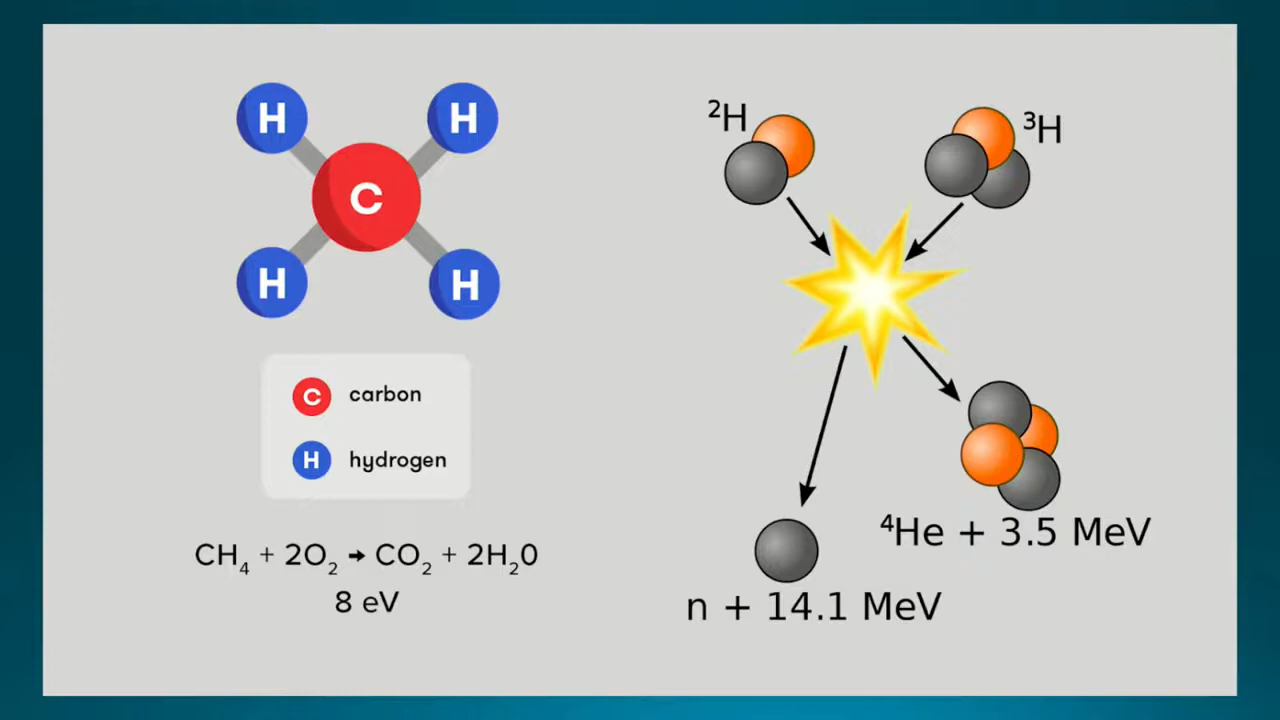 H
H
C
H
H
C carbon
H hydrogen
CH₄ + 2O₂ → CO₂ + 2H₂0
8 eV
²H
³H
⁴He + 3.5 MeV
n + 14.1 MeV